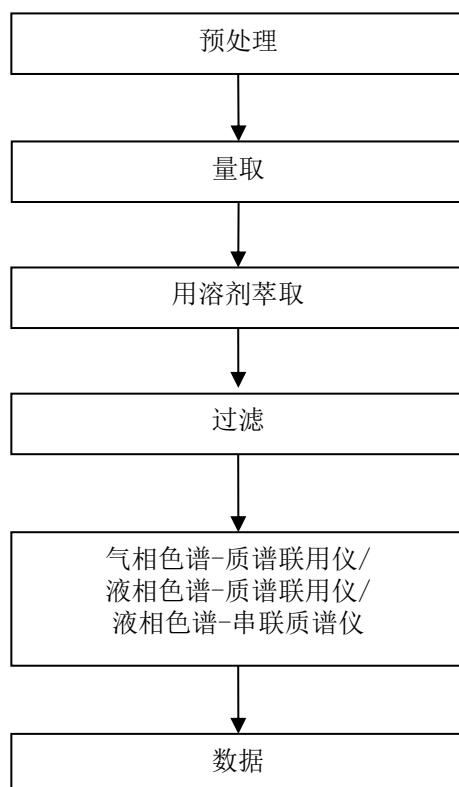 预处理
量取
用溶剂萃取
过滤
气相色谱-质谱联用仪/
液相色谱-质谱联用仪/
液相色谱-串联质谱仪
数据